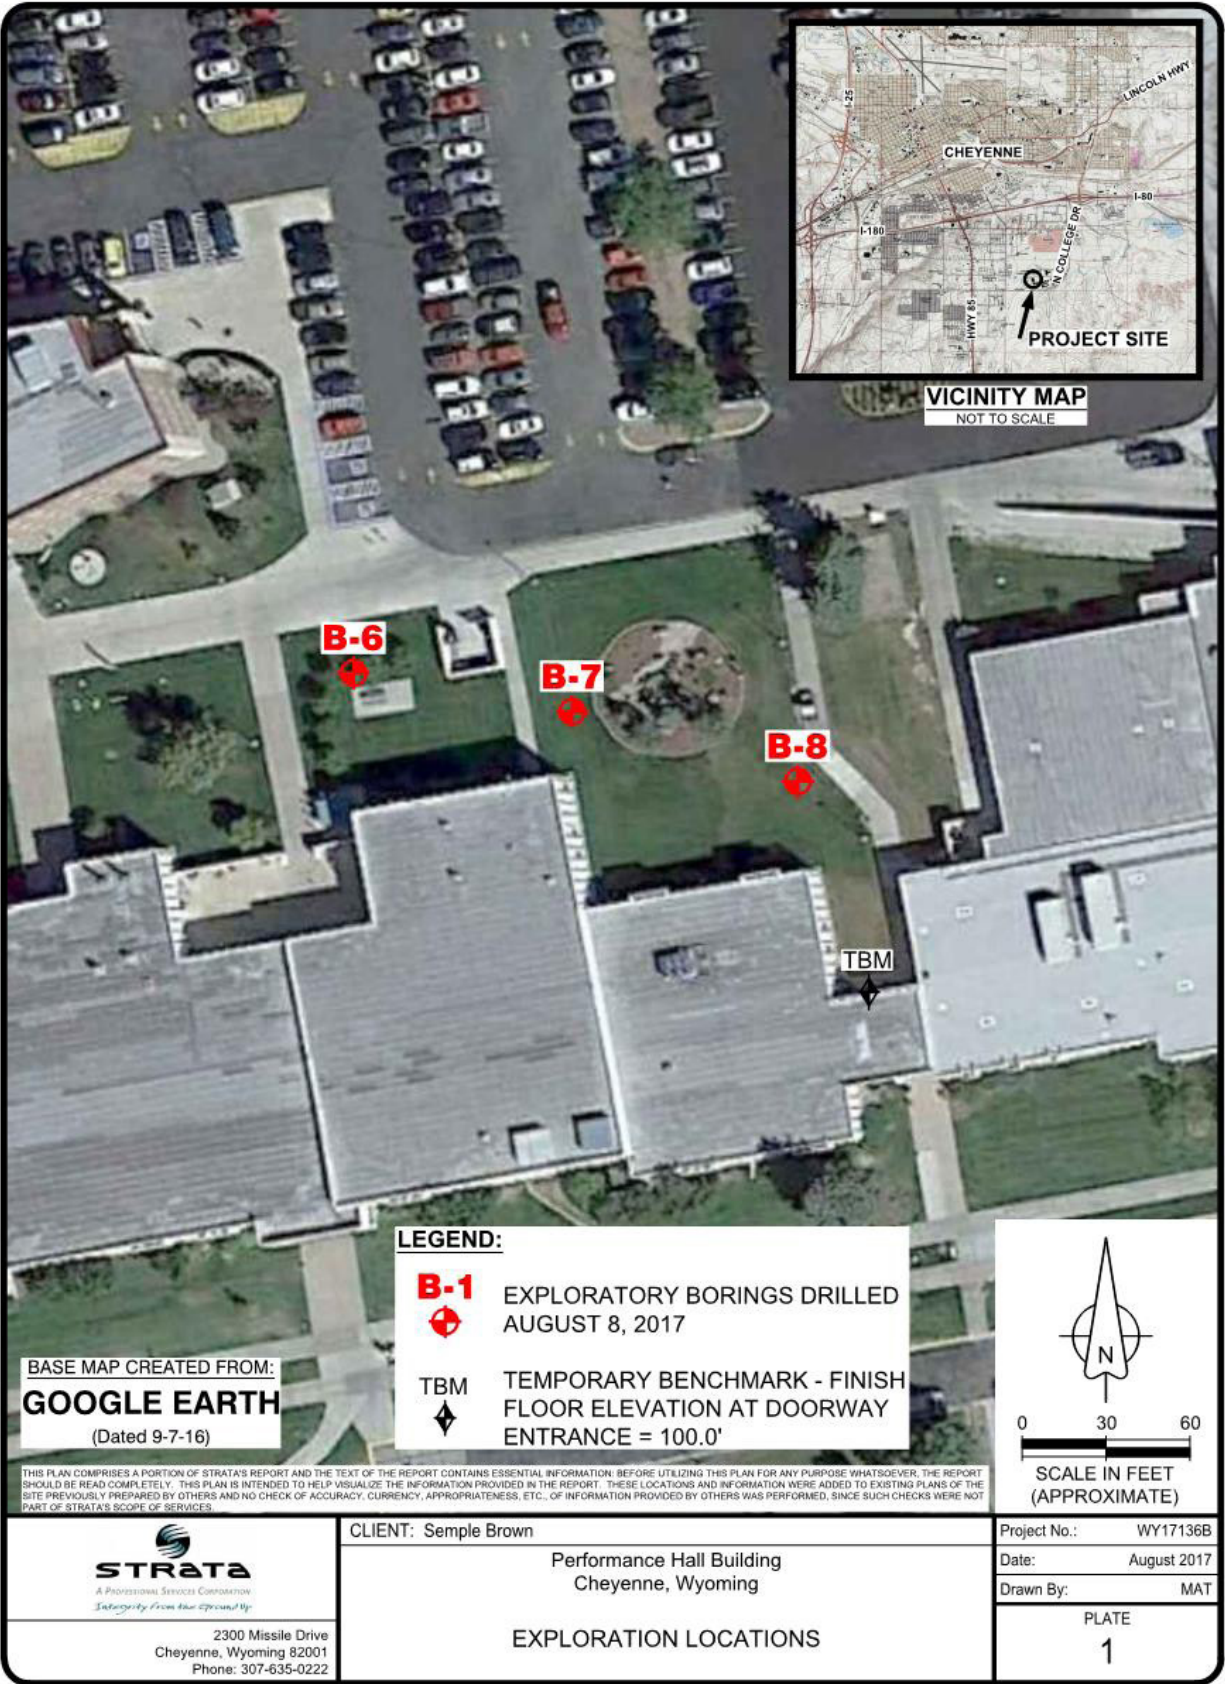 I-25
LINCOLN HWY
CHEYENNE
I-80
I-180
N COLLEGE DR
HWY 85
PROJECT SITE
VICINITY MAP
NOT TO SCALE
B-6
B-7
B-8
TBM
LEGEND:
B-1
EXPLORATORY BORINGS DRILLED
AUGUST 8, 2017
TBM
TEMPORARY BENCHMARK - FINISH
FLOOR ELEVATION AT DOORWAY
ENTRANCE = 100.0'
BASE MAP CREATED FROM:
GOOGLE EARTH
(Dated 9-7-16)
N
0 30 60
SCALE IN FEET
(APPROXIMATE)
THIS PLAN COMPRISES A PORTION OF STRATA'S REPORT AND THE TEXT OF THE REPORT CONTAINS ESSENTIAL INFORMATION: BEFORE UTILIZING THIS PLAN FOR ANY PURPOSE WHATSOEVER, THE REPORT
SHOULD BE READ COMPLETELY. THIS PLAN IS INTENDED TO HELP VISUALIZE THE INFORMATION PROVIDED IN THE REPORT. THESE LOCATIONS AND INFORMATION WERE ADDED TO EXISTING PLANS OF THE
SITE PREVIOUSLY PREPARED BY OTHERS AND NO CHECK OF ACCURACY, CURRENCY, APPROPRIATENESS, ETC., OF INFORMATION PROVIDED BY OTHERS WAS PERFORMED, SINCE SUCH CHECKS WERE NOT
PART OF STRATA'S SCOPE OF SERVICES.
STRATA
A PROFESSIONAL SERVICES CORPORATION
Integrity from the Ground Up
2300 Missile Drive
Cheyenne, Wyoming 82001
Phone: 307-635-0222
CLIENT: Semple Brown
Performance Hall Building
Cheyenne, Wyoming
EXPLORATION LOCATIONS
Project No.: WY17136B
Date: August 2017
Drawn By: MAT
PLATE
1